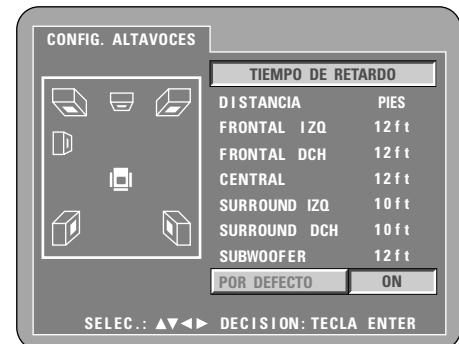 CONFIG. ALTAVOCES
TIEMPO DE RETARDO
DISTANCIA PIES
FRONTAL IZQ 12ft
FRONTAL DCH 12ft
CENTRAL 12ft
SURROUND IZQ 10ft
SURROUND DCH 10ft
SUBWOOFER 12ft
POR DEFECTO ON
SELEC.: ▲▼◄► DECISION: TECLA ENTER